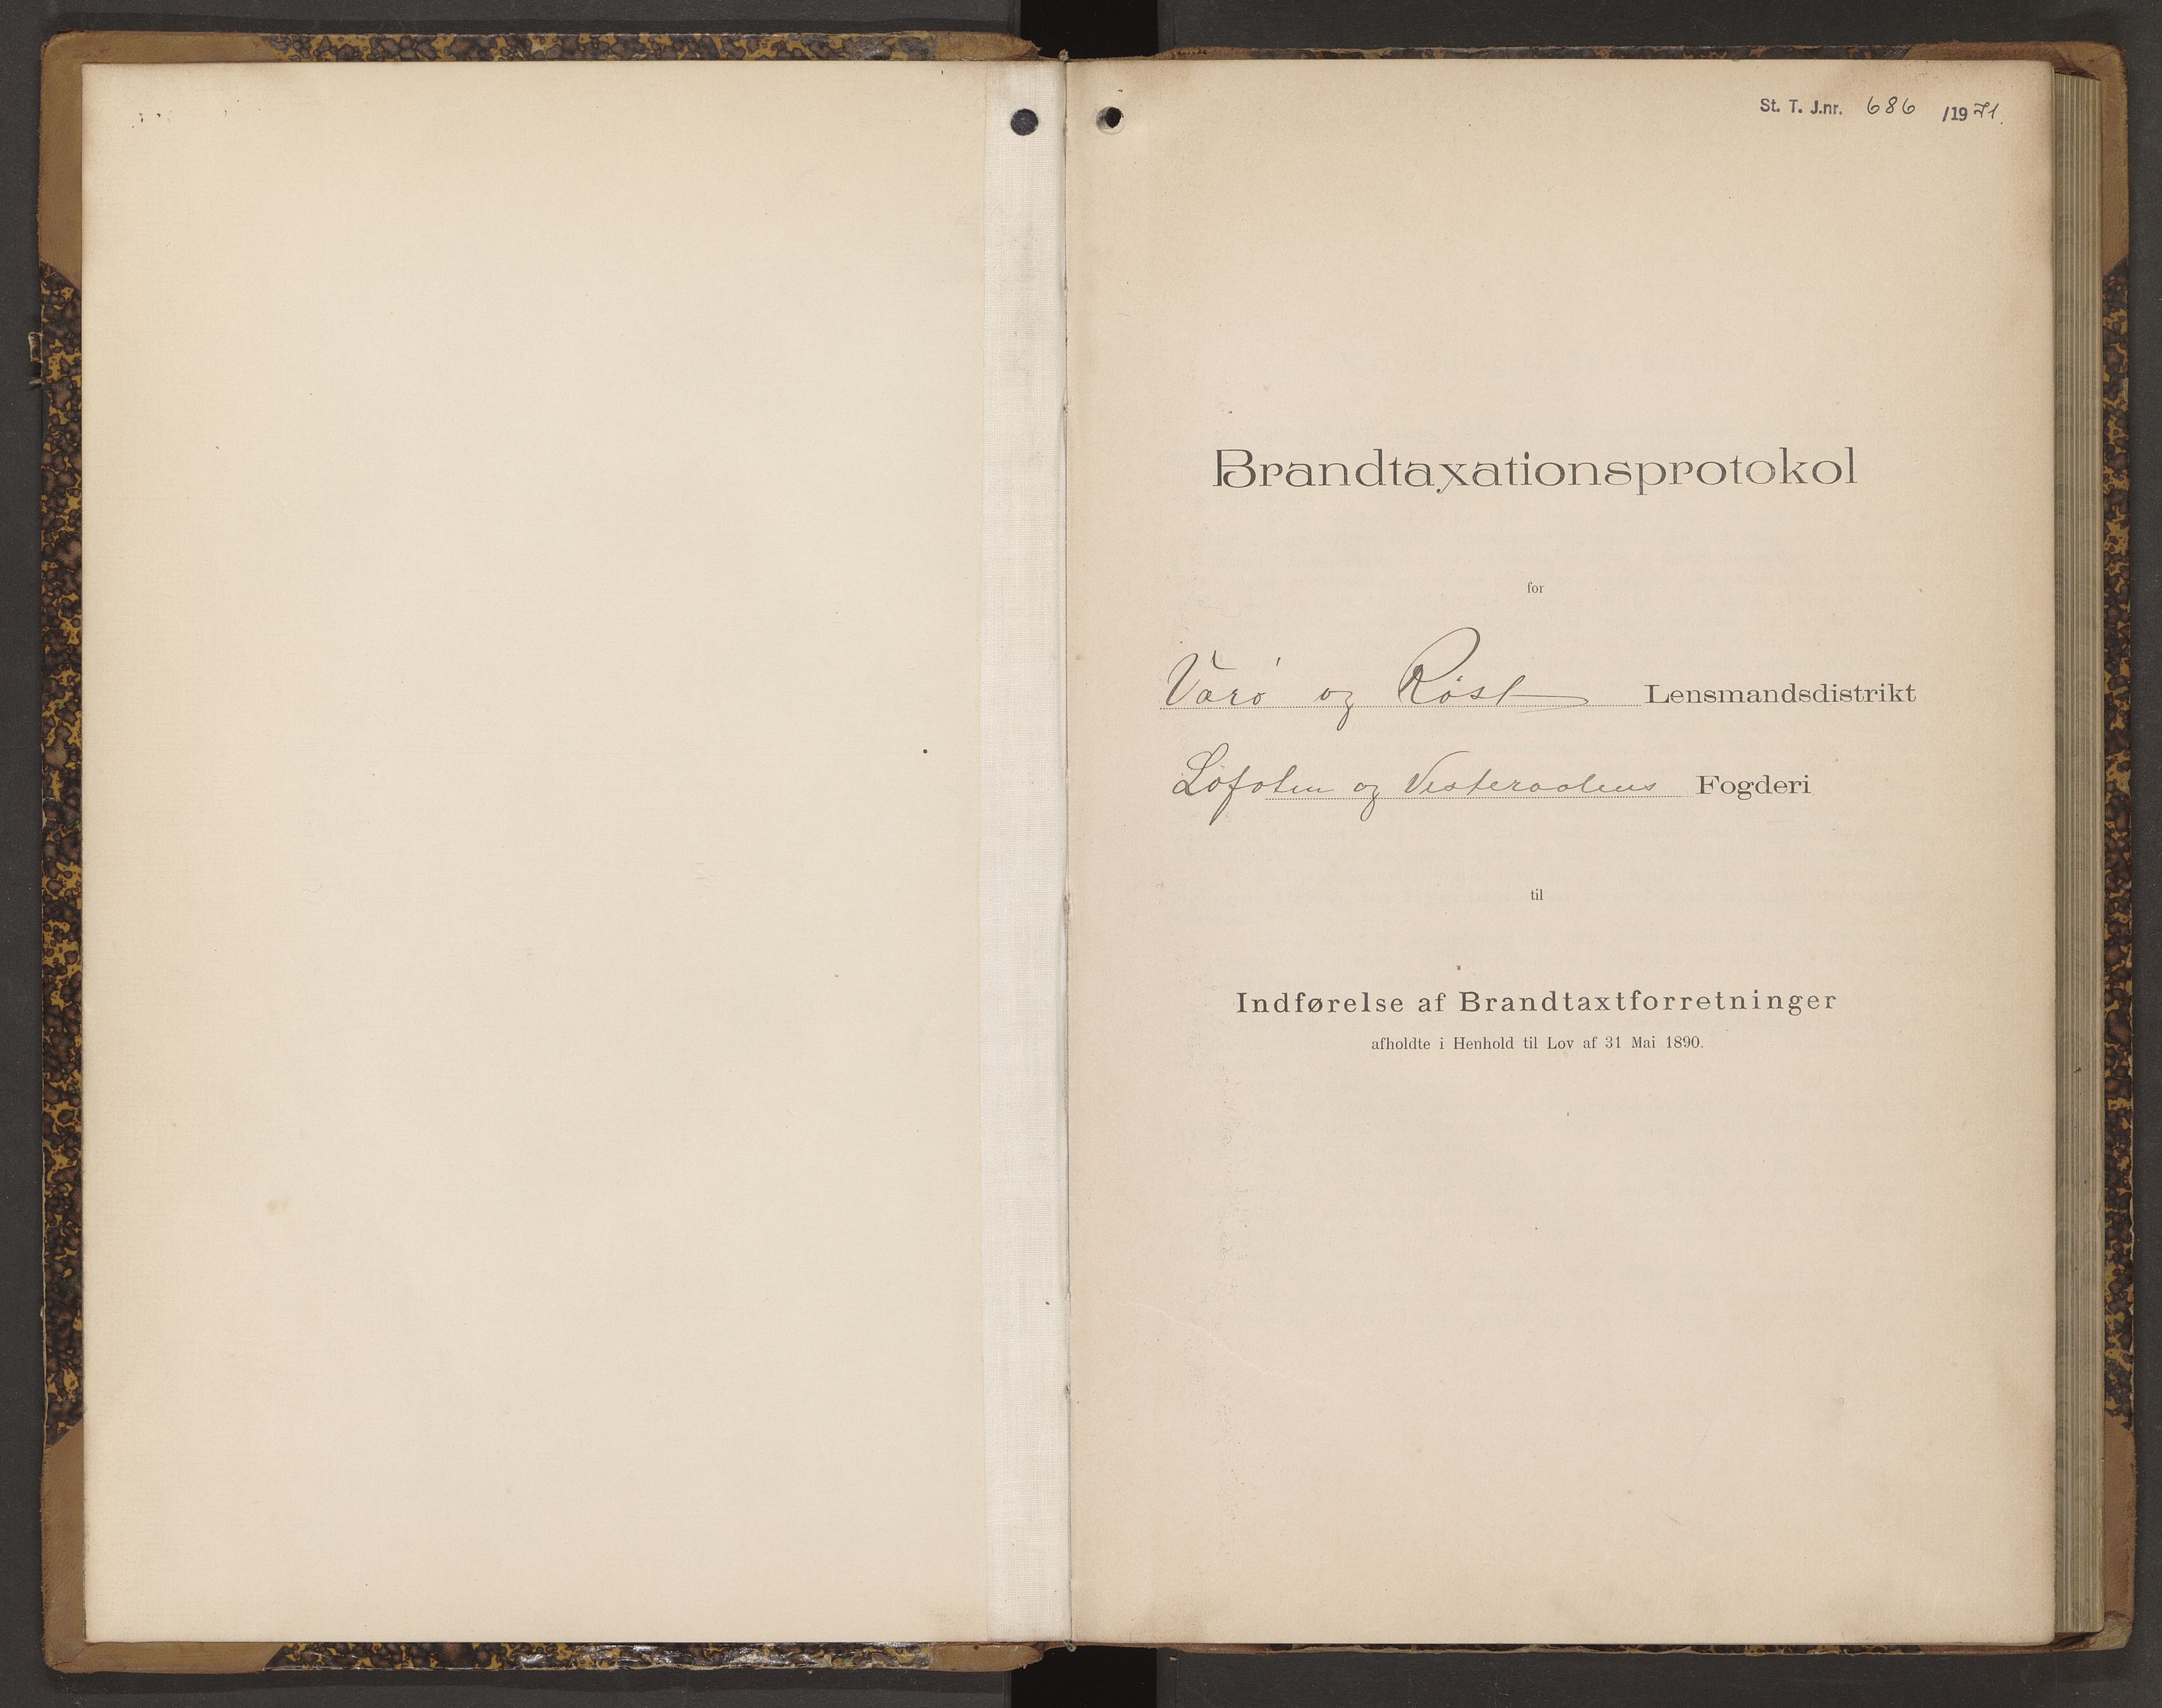 St. T. J.nr. 686 /1971.
Brandtaxationsprotokol
for
Værø og Røst Lensmandsdistrikt
Lofoten og Vesteraalens Fogderi
til
Indførelse af Brandtaxtforretninger
afholdte i Henhold til Lov af 31 Mai 1890.